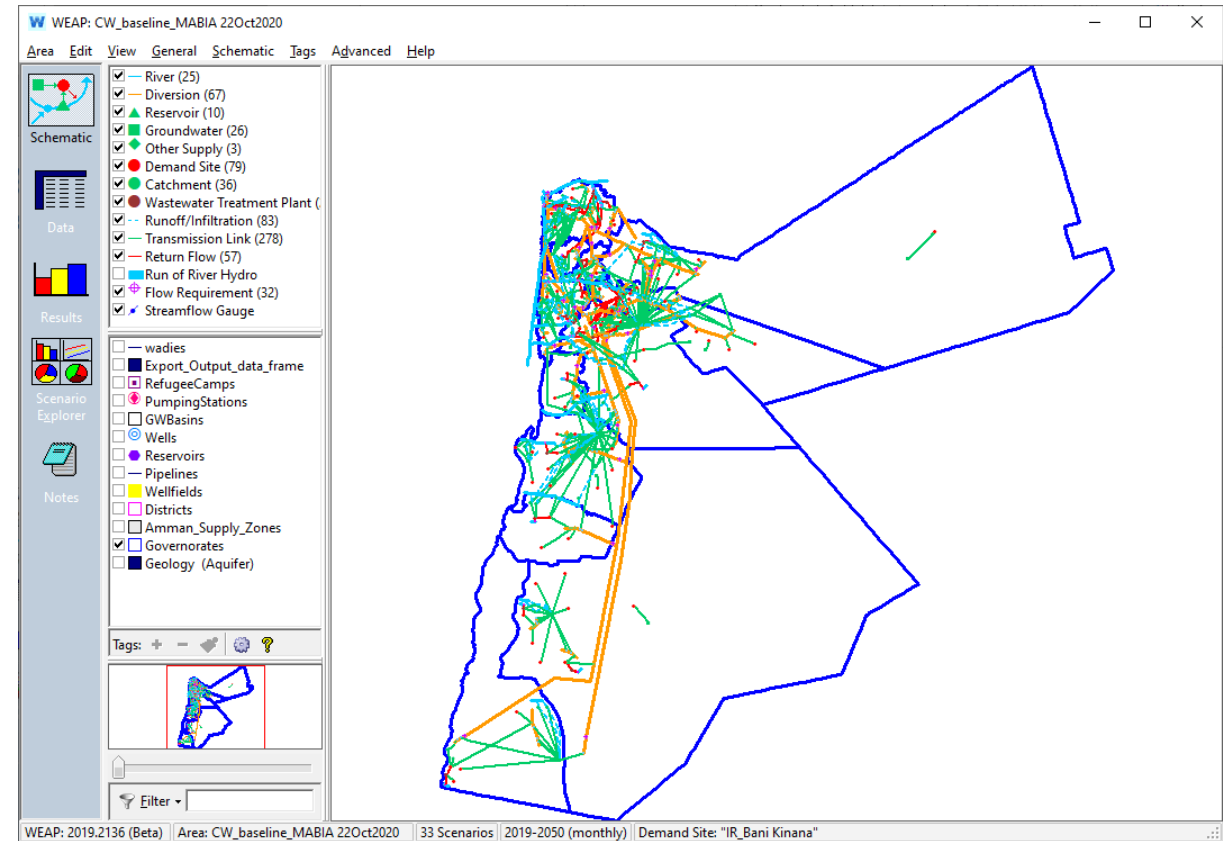 WEAP: CW_baseline_MABIA 22Oct2020
Area Edit View General Schematic Tags Advanced Help
Schematic
Data
Results
Scenario
Explorer
Notes
River (25)
Diversion (67)
Reservoir (10)
Groundwater (26)
Other Supply (3)
Demand Site (79)
Catchment (36)
Wastewater Treatment Plant (
Runoff/Infiltration (83)
Transmission Link (278)
Return Flow (57)
Run of River Hydro
Flow Requirement (32)
Streamflow Gauge
wadies
Export_Output_data_frame
RefugeeCamps
PumpingStations
GWBasins
Wells
Reservoirs
Pipelines
Wellfields
Districts
Amman_Supply_Zones
Governorates
Geology (Aquifer)
Tags:
Filter
WEAP: 2019.2136 (Beta) Area: CW_baseline_MABIA 22Oct2020 33 Scenarios 2019-2050 (monthly) Demand Site: "IR_Bani Kinana"